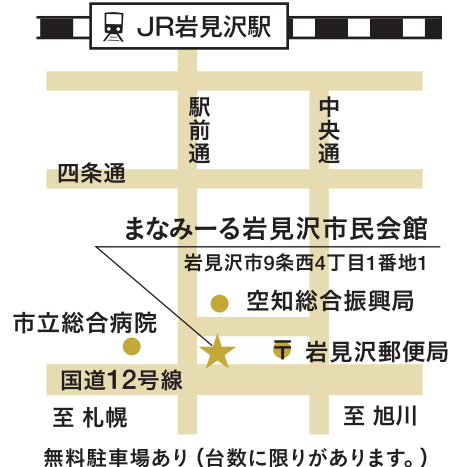 JR岩見沢駅
駅前通
中央通
四条通
まなみーる岩見沢市民会館
岩見沢市9条西4丁目1番地1
空知総合振興局
市立総合病院
〒
岩見沢郵便局
国道12号線
至 札幌
至 旭川
無料駐車場あり（台数に限りがあります。）